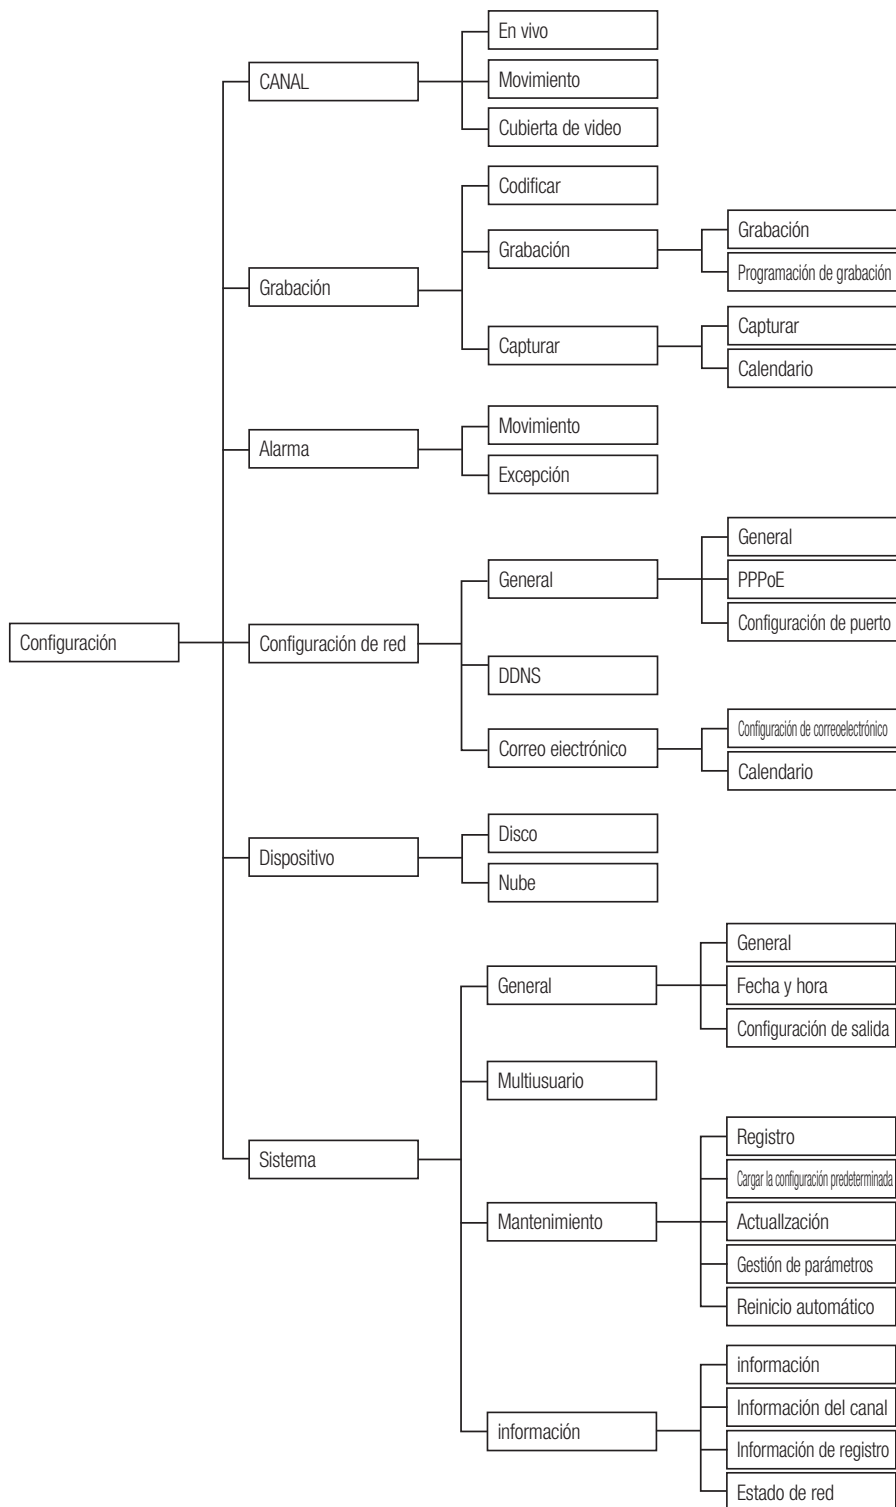 Configuración
CANAL
En vivo
Movimiento
Cubierta de video
Grabación
Codificar
Grabación
Grabación
Programación de grabación
Capturar
Capturar
Calendario
Alarma
Movimiento
Excepción
Configuración de red
General
General
PPPoE
Configuración de puerto
DDNS
Correo eiectrónico
Configuración de correoelectrónico
Calendario
Dispositivo
Disco
Nube
Sistema
General
General
Fecha y hora
Configuración de salida
Multiusuario
Mantenimiento
Registro
Cargar la configuración predeterminada
Actuallzación
Gestión de parámetros
Reinicio automático
información
información
Información del canal
Información de registro
Estado de red